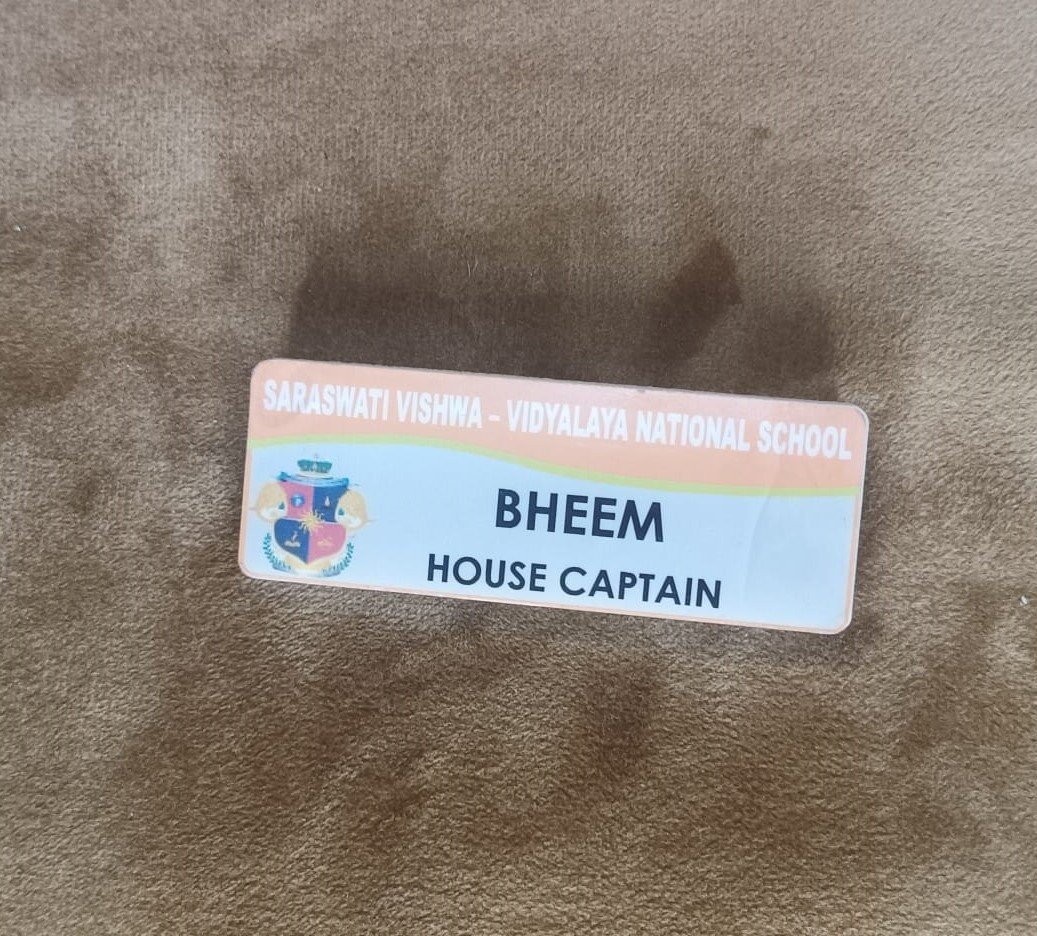 SARASWATI VISHWA – VIDYALAYA NATIONAL SCHOOL
BHEEM
HOUSE CAPTAIN